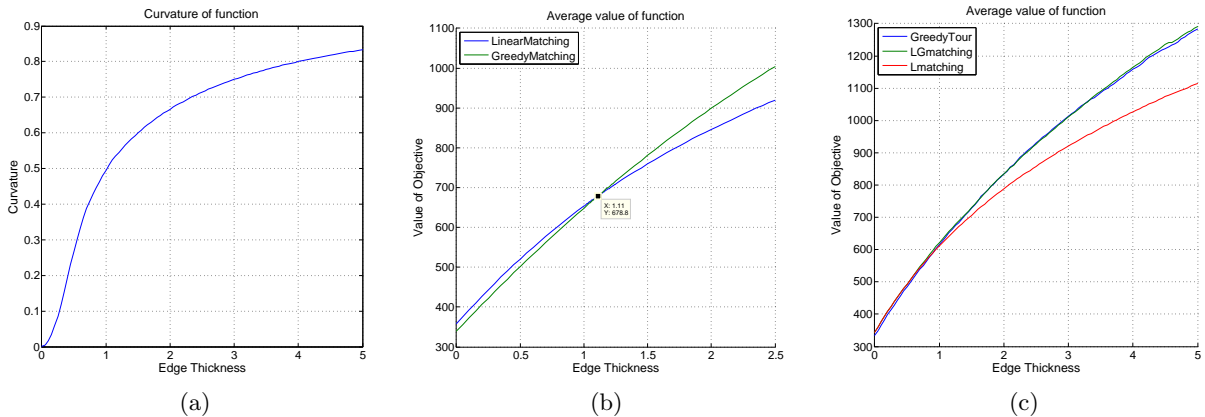 Curvature of function
0.9
0.8
0.7
0.6
0.5
0.4
0.3
0.2
0.1
0
Curvature
0 1 2 3 4 5
Edge Thickness
(a)
Average value of function
LinearMatching
GreedyMatching
1100
1000
900
800
700
600
500
400
300
Value of Objective
X: 1.11
Y: 678.8
0 0.5 1 1.5 2 2.5
Edge Thickness
(b)
Average value of function
GreedyTour
LGmatching
Lmatching
1300
1200
1100
1000
900
800
700
600
500
400
300
Value of Objective
0 1 2 3 4 5
Edge Thickness
(c)